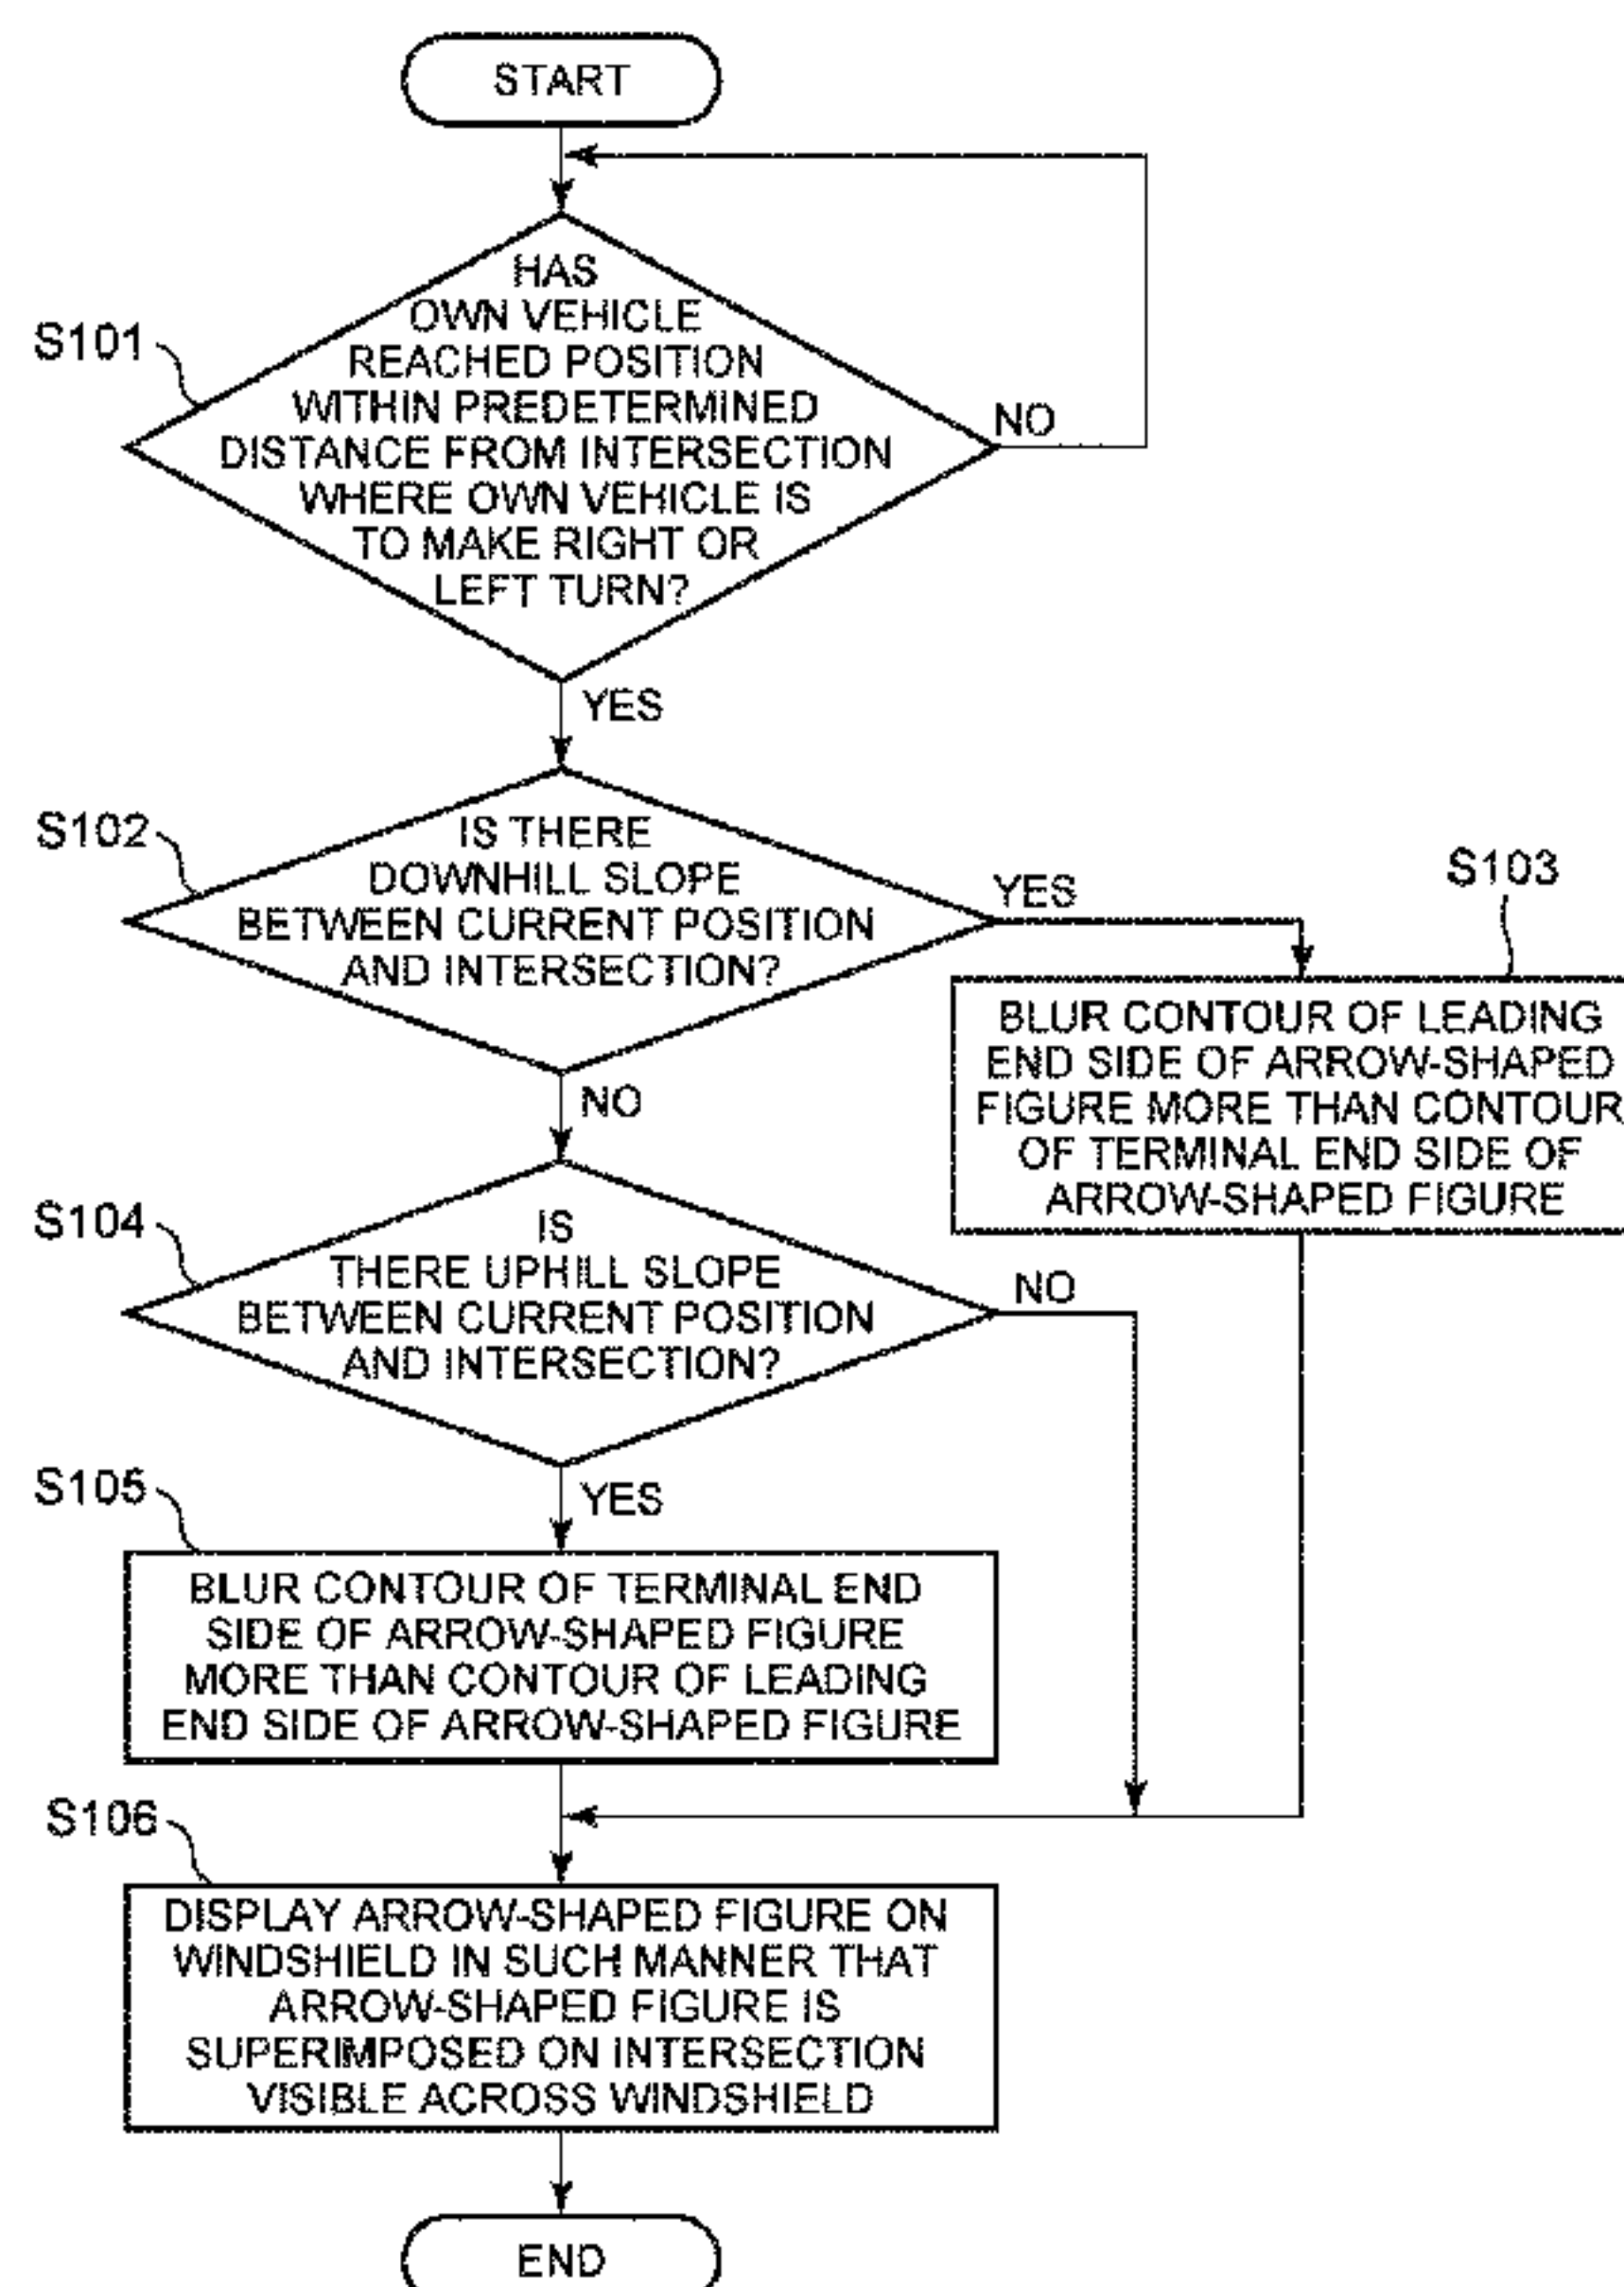 START
HAS
OWN VEHICLE
REACHED POSITION
WITHIN PREDETERMINED
DISTANCE FROM INTERSECTION
WHERE OWN VEHICLE IS
TO MAKE RIGHT OR
LEFT TURN?
S101
NO
YES
S102
IS THERE
DOWNHILL SLOPE
BETWEEN CURRENT POSITION
AND INTERSECTION?
YES
S103
BLUR CONTOUR OF LEADING
END SIDE OF ARROW-SHAPED
FIGURE MORE THAN CONTOUR
OF TERMINAL END SIDE OF
ARROW-SHAPED FIGURE
NO
S104
IS
THERE UPHILL SLOPE
BETWEEN CURRENT POSITION
AND INTERSECTION?
NO
YES
S105
BLUR CONTOUR OF TERMINAL END
SIDE OF ARROW-SHAPED FIGURE
MORE THAN CONTOUR OF LEADING
END SIDE OF ARROW-SHAPED FIGURE
S106
DISPLAY ARROW-SHAPED FIGURE ON
WINDSHIELD IN SUCH MANNER THAT
ARROW-SHAPED FIGURE IS
SUPERIMPOSED ON INTERSECTION
VISIBLE ACROSS WINDSHIELD
END